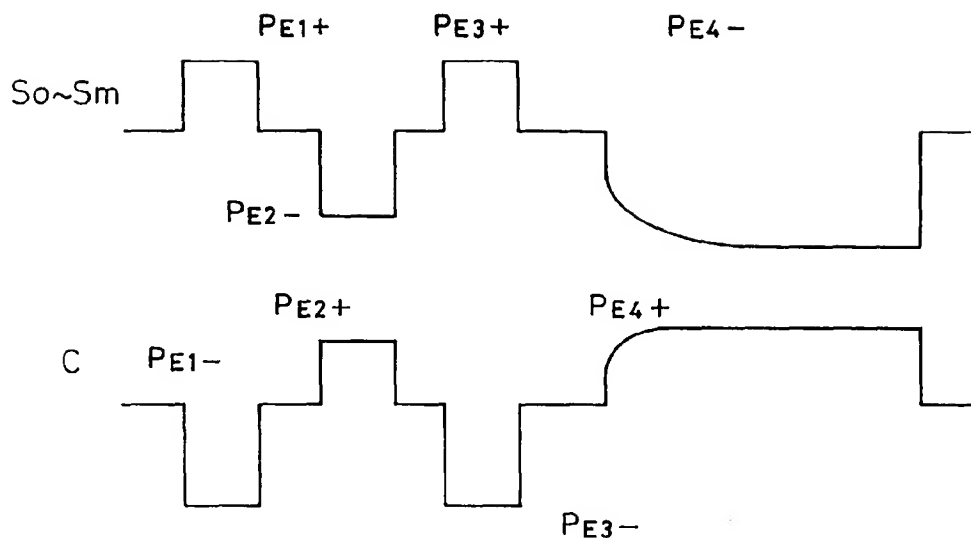 PE1+ PE3+ PE4-
So~Sm
PE2-
PE2+ PE4+
PE1-
C
PE3-